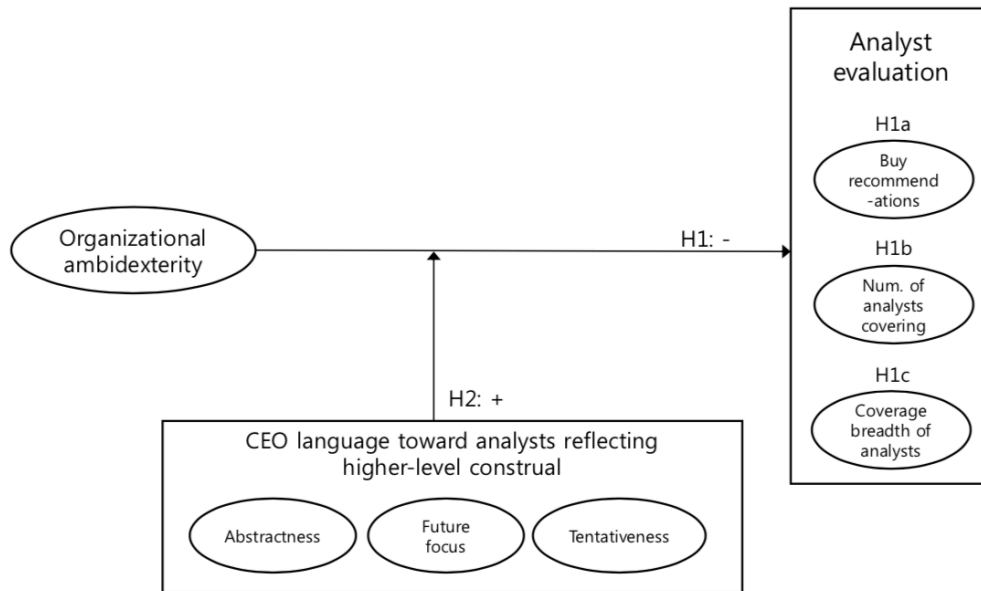 Analyst
evaluation
H1a
Buy
recommend
-ations
Organizational
ambidexterity
H1: -
H1b
Num. of
analysts
covering
H1c
Coverage
breadth of
analysts
H2: +
CEO language toward analysts reflecting
higher-level construal
Abstractness
Future
focus
Tentativeness